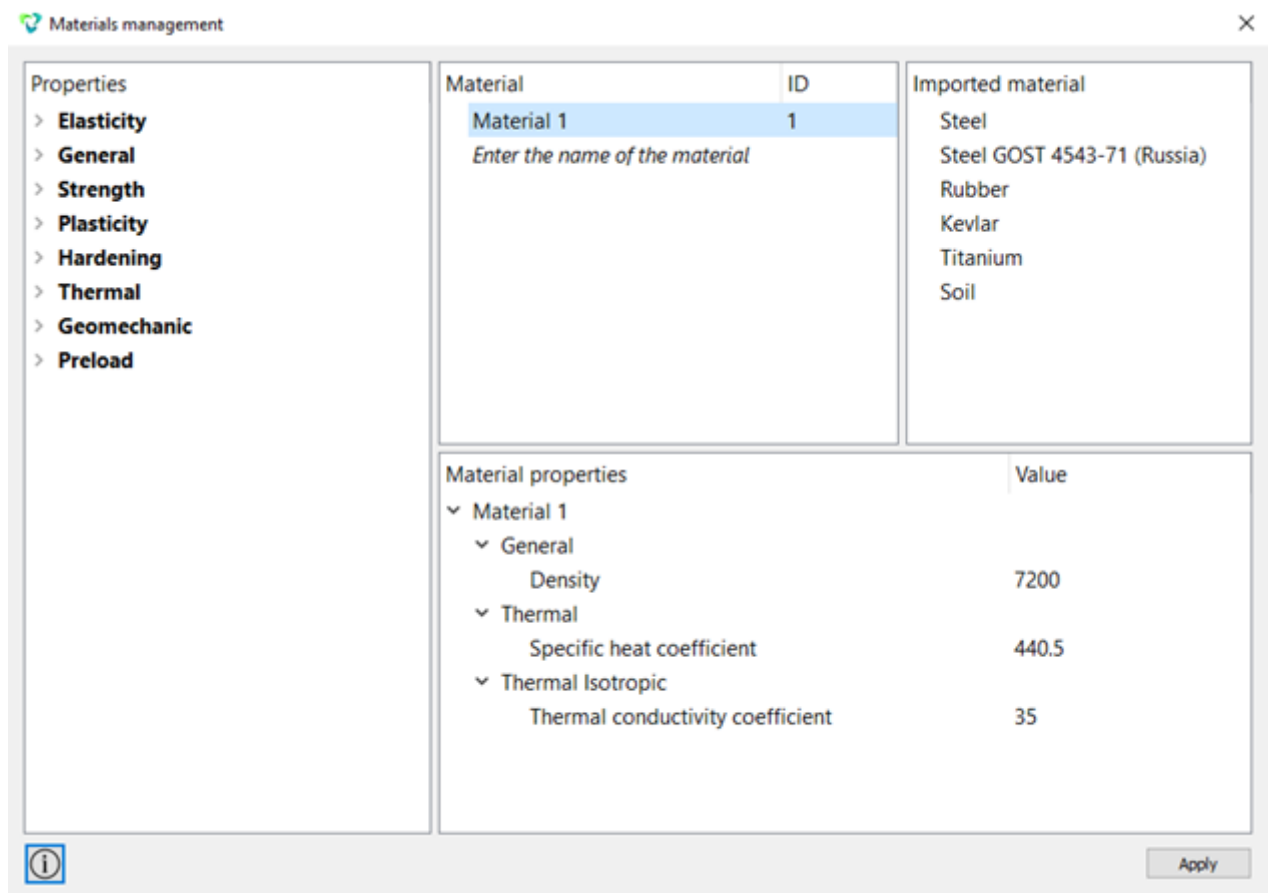 Materials management
Properties
Elasticity
General
Strength
Plasticity
Hardening
Thermal
Geomechanic
Preload
Material ID
Material 1 1
Enter the name of the material
Imported material
Steel
Steel GOST 4543-71 (Russia)
Rubber
Kevlar
Titanium
Soil
Material properties Value
Material 1
General
Density 7200
Thermal
Specific heat coefficient 440.5
Thermal Isotropic
Thermal conductivity coefficient 35
Apply